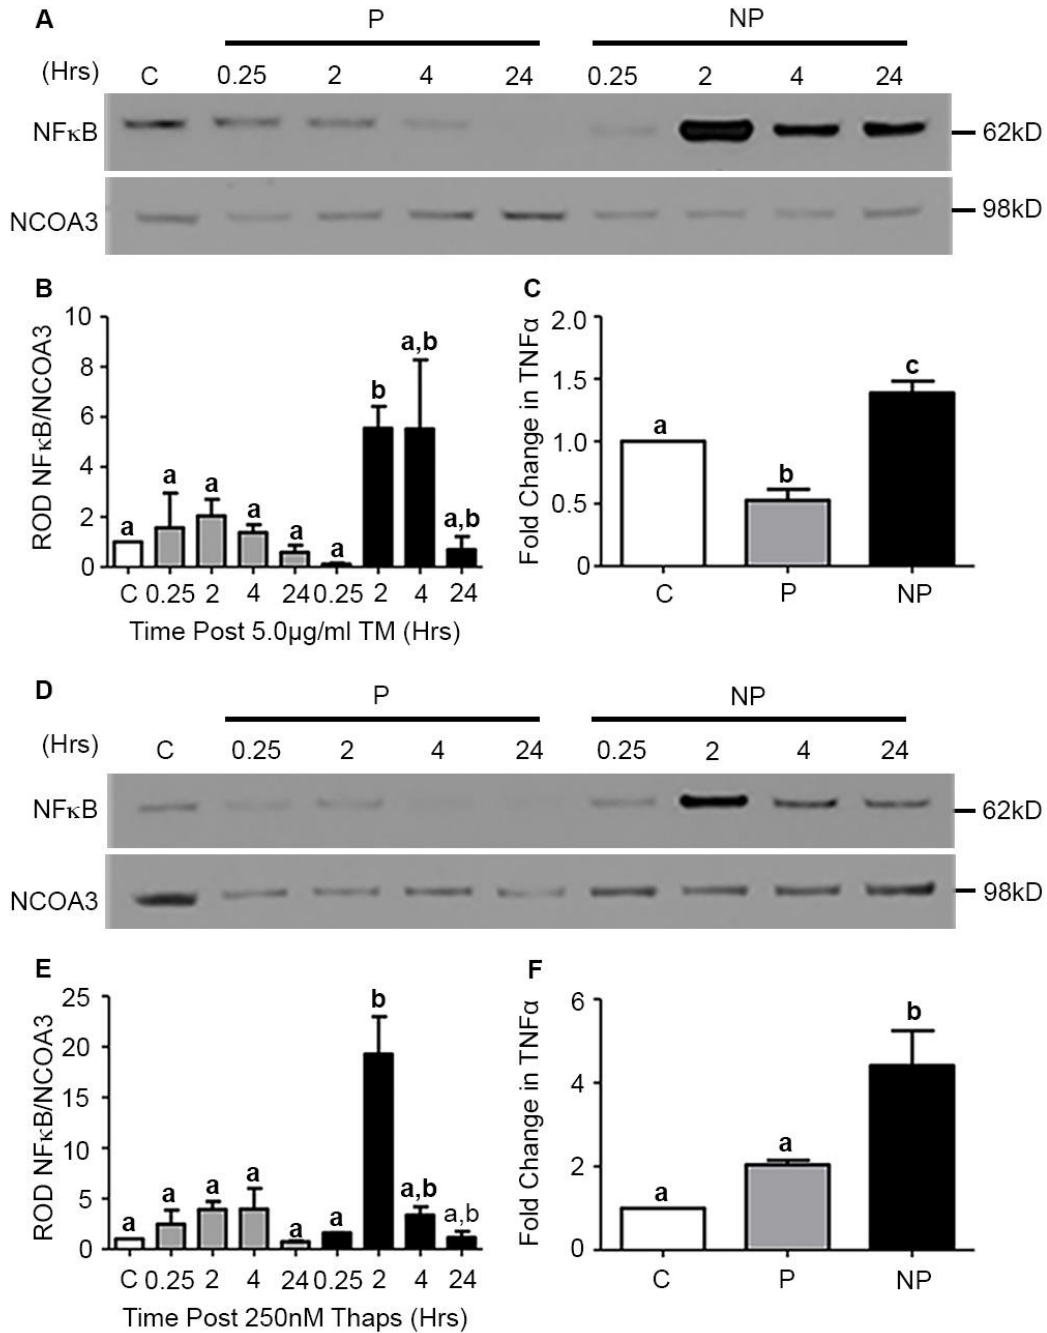 A
P NP
(Hrs) C 0.25 2 4 24 0.25 2 4 24
NFκB 62kD
NCOA3 98kD
B
ROD NFκB/NCOA3
10
8
6
4
2
0
a a a a a a b a,b a,b
C 0.25 2 4 24 0.25 2 4 24
Time Post 5.0µg/ml TM (Hrs)
C
Fold Change in TNFα
2.0
1.5
1.0
0.5
0
a b c
C P NP
D
P NP
(Hrs) C 0.25 2 4 24 0.25 2 4 24
NFκB 62kD
NCOA3 98kD
E
ROD NFκB/NCOA3
25
20
15
10
5
0
a a a a a a b a,b a,b
C 0.25 2 4 24 0.25 2 4 24
Time Post 250nM Thaps (Hrs)
F
Fold Change in TNFα
6
4
2
0
a a b
C P NP